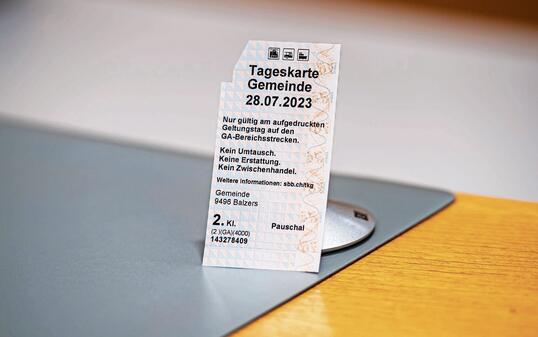 Tageskarte
Gemeinde
28.07.2023
Nur gültig am aufgedruckten
Geltungstag auf den
GA-Bereichsstrecken.
Kein Umtausch.
Keine Erstattung.
Kein Zwischenhandel.
Weitere informationen: sbb.ch/tkg
Gemeinde
9496 Balzers
2. Kl. Pauschal
(2 )(GA)(4000)
143278409